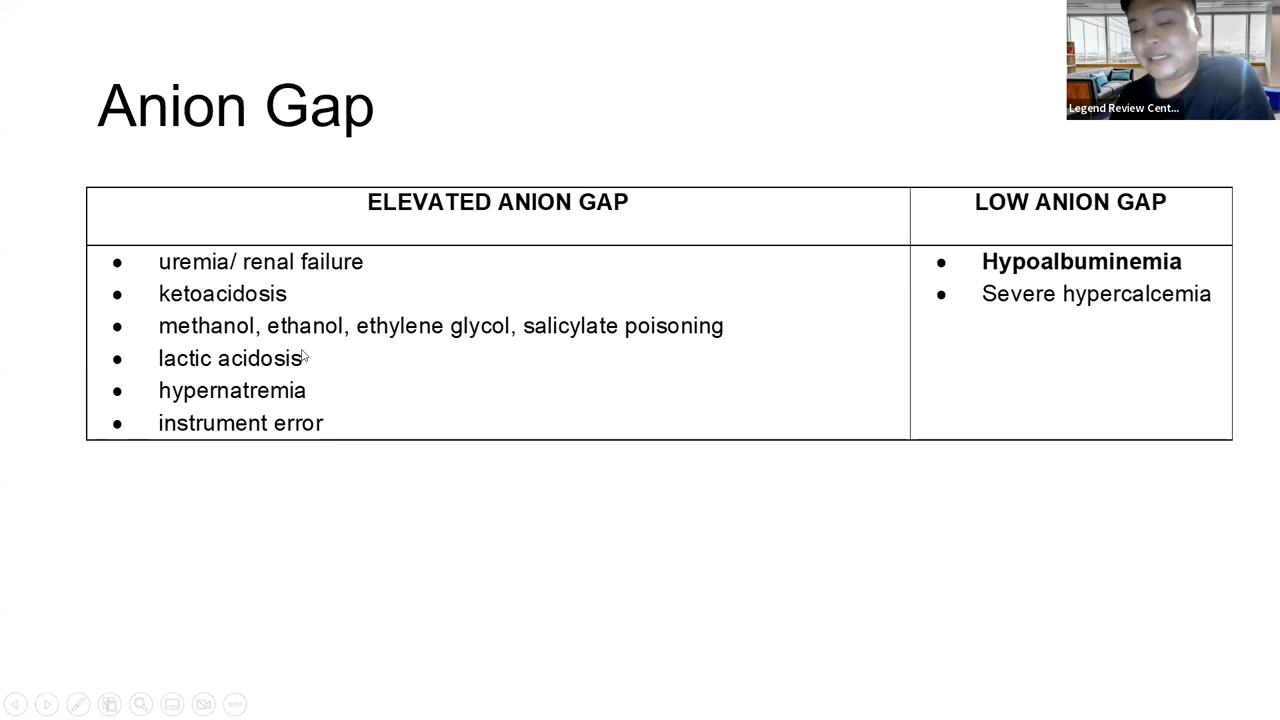 Anion Gap
Legend Review Cent...
ELEVATED ANION GAP
LOW ANION GAP
• uremia/ renal failure
• ketoacidosis
• methanol, ethanol, ethylene glycol, salicylate poisoning
• lactic acidosis
• hypernatremia
• instrument error
• Hypoalbuminemia
• Severe hypercalcemia